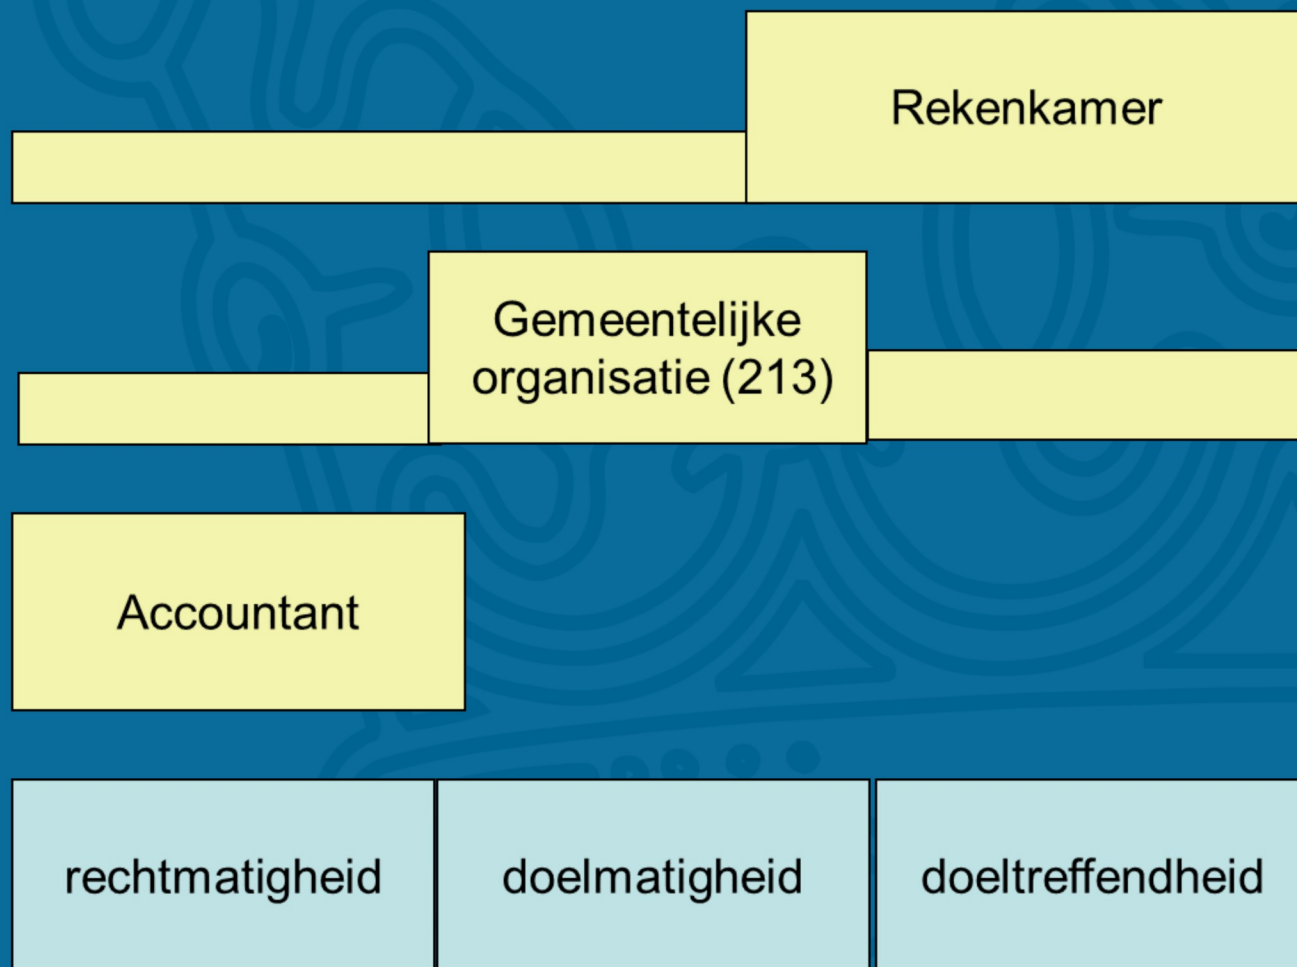 Rekenkamer
Gemeentelijke
organisatie (213)
Accountant
rechtmatigheid
doelmatigheid
doeltreffendheid